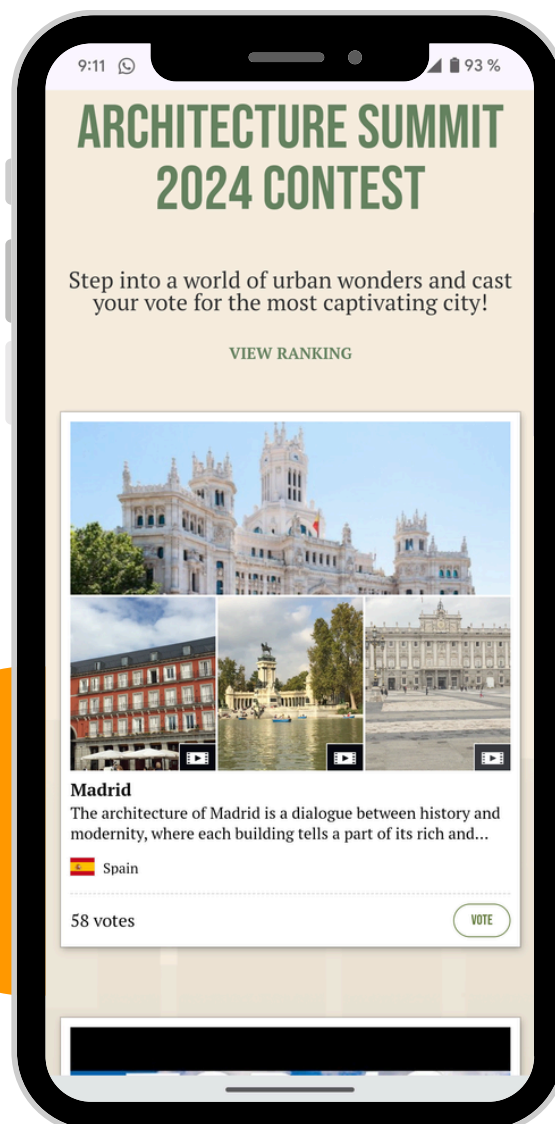 9:11
93 %
ARCHITECTURE SUMMIT
2024 CONTEST
Step into a world of urban wonders and cast
your vote for the most captivating city!
VIEW RANKING
Madrid
The architecture of Madrid is a dialogue between history and
modernity, where each building tells a part of its rich and...
Spain
58 votes
VOTE